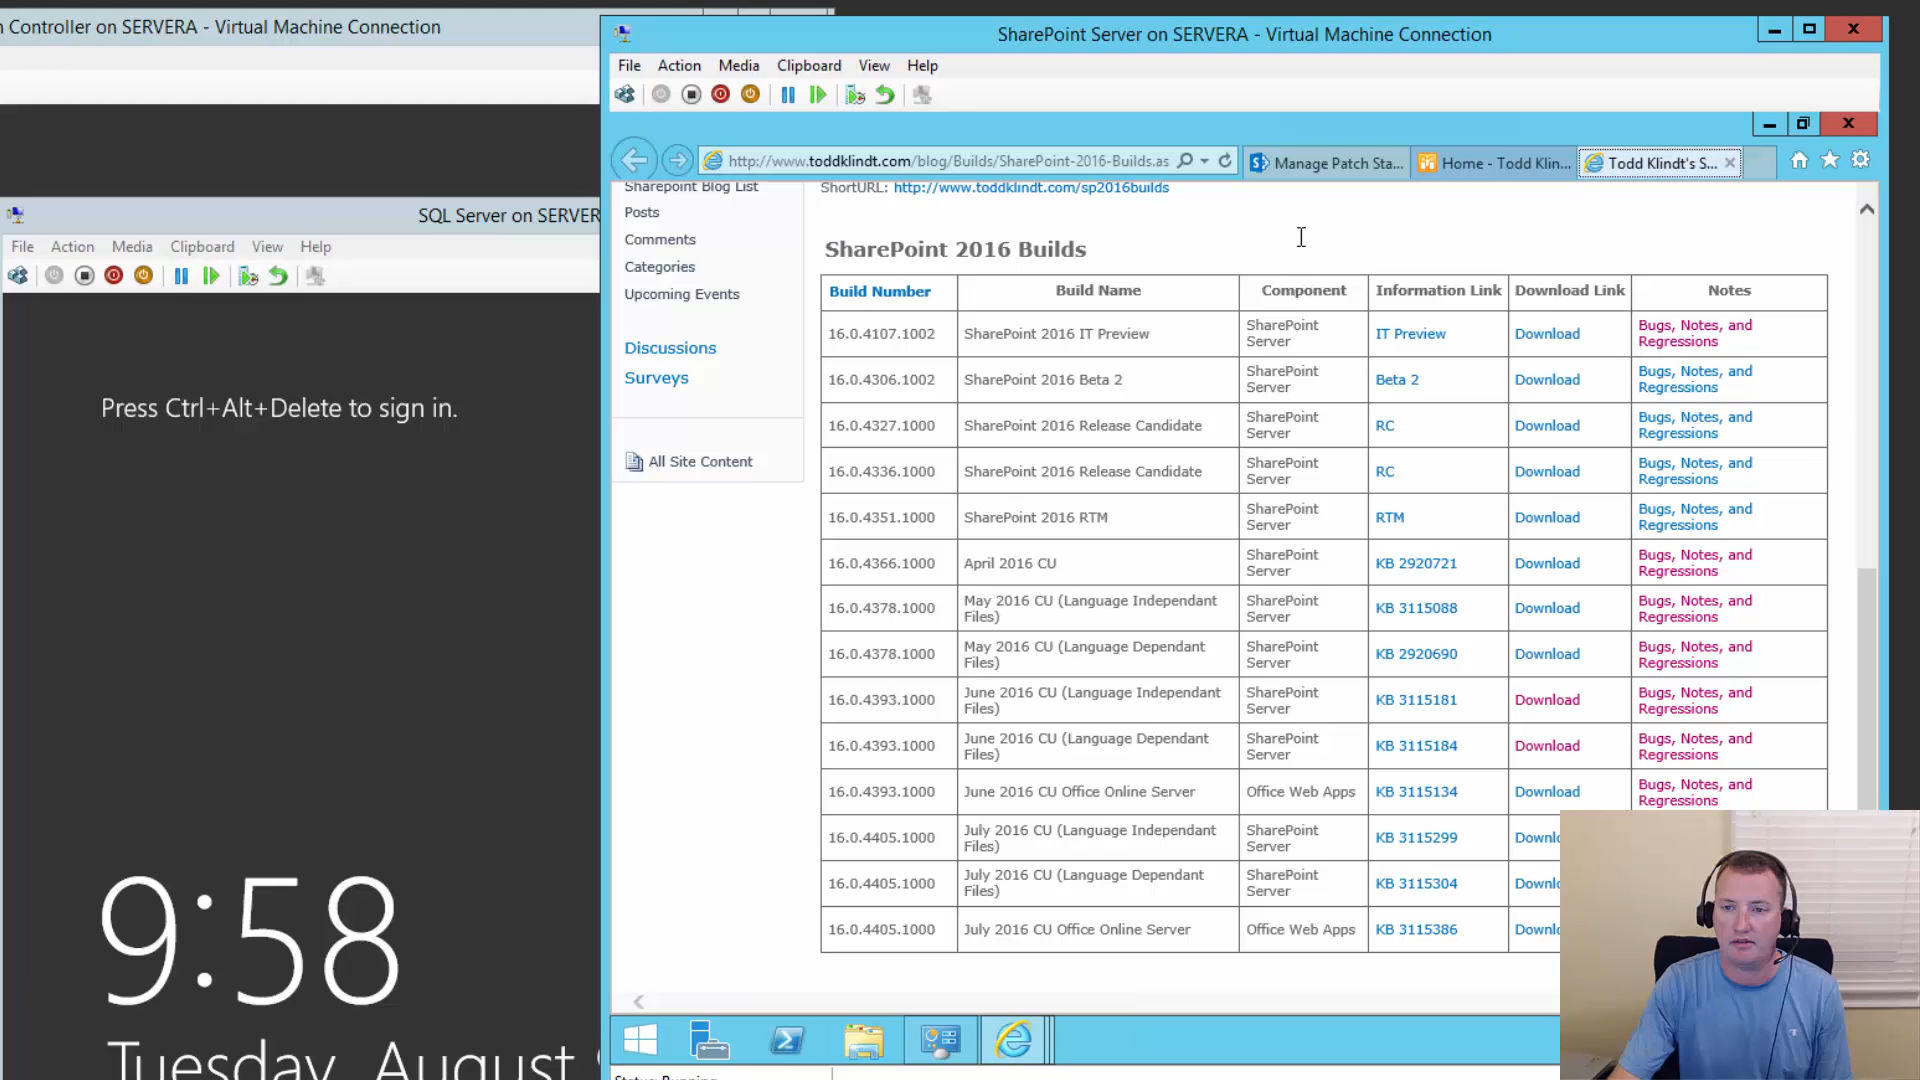 n Controller on SERVERA - Virtual Machine Connection
SharePoint Server on SERVERA - Virtual Machine Connection
File Action Media Clipboard View Help
http://www.toddklindt.com/blog/Builds/SharePoint-2016-Builds.as
Manage Patch Sta...
Home - Todd Klin...
Todd Klindt's S...
SQL Server on SERVER
File Action Media Clipboard View Help
Press Ctrl+Alt+Delete to sign in.
9:58
Tuesday, August
Sharepoint Blog List
Posts
Comments
Categories
Upcoming Events
Discussions
Surveys
All Site Content
ShortURL: http://www.toddklindt.com/sp2016builds
SharePoint 2016 Builds
Build Number Build Name Component Information Link Download Link Notes
16.0.4107.1002 SharePoint 2016 IT Preview SharePoint Server IT Preview Download Bugs, Notes, and Regressions
16.0.4306.1002 SharePoint 2016 Beta 2 SharePoint Server Beta 2 Download Bugs, Notes, and Regressions
16.0.4327.1000 SharePoint 2016 Release Candidate SharePoint Server RC Download Bugs, Notes, and Regressions
16.0.4336.1000 SharePoint 2016 Release Candidate SharePoint Server RC Download Bugs, Notes, and Regressions
16.0.4351.1000 SharePoint 2016 RTM SharePoint Server RTM Download Bugs, Notes, and Regressions
16.0.4366.1000 April 2016 CU SharePoint Server KB 2920721 Download Bugs, Notes, and Regressions
16.0.4378.1000 May 2016 CU (Language Independant Files) SharePoint Server KB 3115088 Download Bugs, Notes, and Regressions
16.0.4378.1000 May 2016 CU (Language Dependant Files) SharePoint Server KB 2920690 Download Bugs, Notes, and Regressions
16.0.4393.1000 June 2016 CU (Language Independant Files) SharePoint Server KB 3115181 Download Bugs, Notes, and Regressions
16.0.4393.1000 June 2016 CU (Language Dependant Files) SharePoint Server KB 3115184 Download Bugs, Notes, and Regressions
16.0.4393.1000 June 2016 CU Office Online Server Office Web Apps KB 3115134 Download Bugs, Notes, and Regressions
16.0.4405.1000 July 2016 CU (Language Independant Files) SharePoint Server KB 3115299 Downl
16.0.4405.1000 July 2016 CU (Language Dependant Files) SharePoint Server KB 3115304 Downl
16.0.4405.1000 July 2016 CU Office Online Server Office Web Apps KB 3115386 Downl
Status: Running